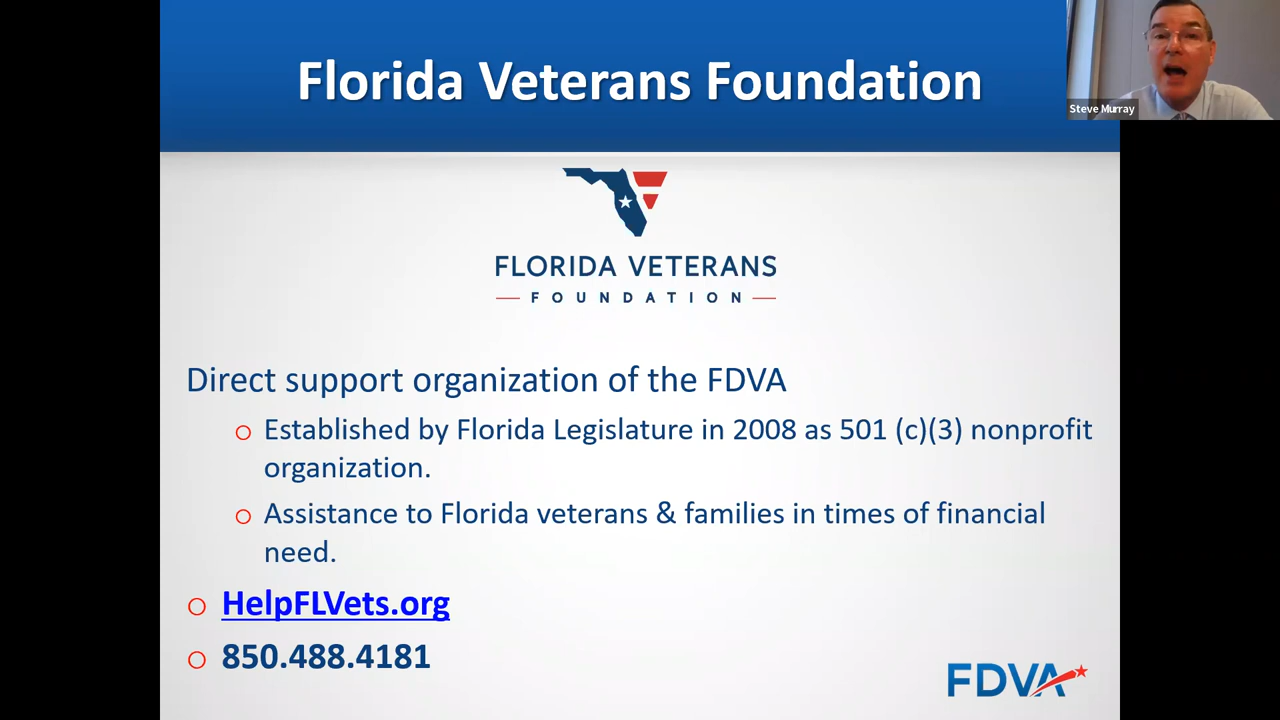 Florida Veterans Foundation
Steve Murray
FLORIDA VETERANS
FOUNDATION
Direct support organization of the FDVA
Established by Florida Legislature in 2008 as 501 (c)(3) nonprofit
organization.
Assistance to Florida veterans & families in times of financial
need.
HelpFLVets.org
850.488.4181
FDVA